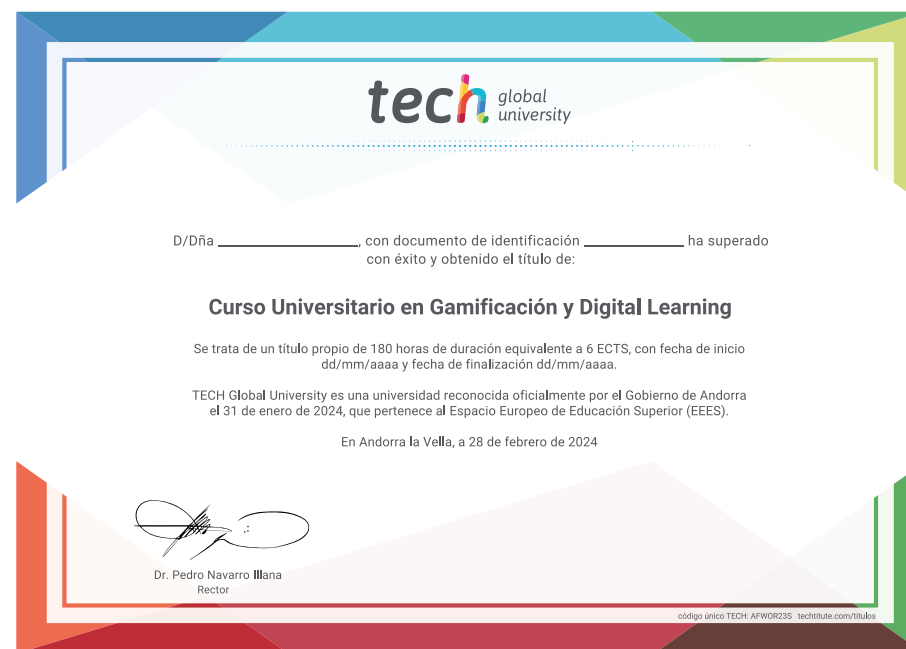 tech global university
D/Dña ____________________, con documento de identificación ______________ ha superado
con éxito y obtenido el título de:
Curso Universitario en Gamificación y Digital Learning
Se trata de un título propio de 180 horas de duración equivalente a 6 ECTS, con fecha de inicio
dd/mm/aaaa y fecha de finalización dd/mm/aaaa.
TECH Global University es una universidad reconocida oficialmente por el Gobierno de Andorra
el 31 de enero de 2024, que pertenece al Espacio Europeo de Educación Superior (EEES).
En Andorra la Vella, a 28 de febrero de 2024
Dr. Pedro Navarro Illana
Rector
código único TECH: AFWOR23S techtitute.com/titulos